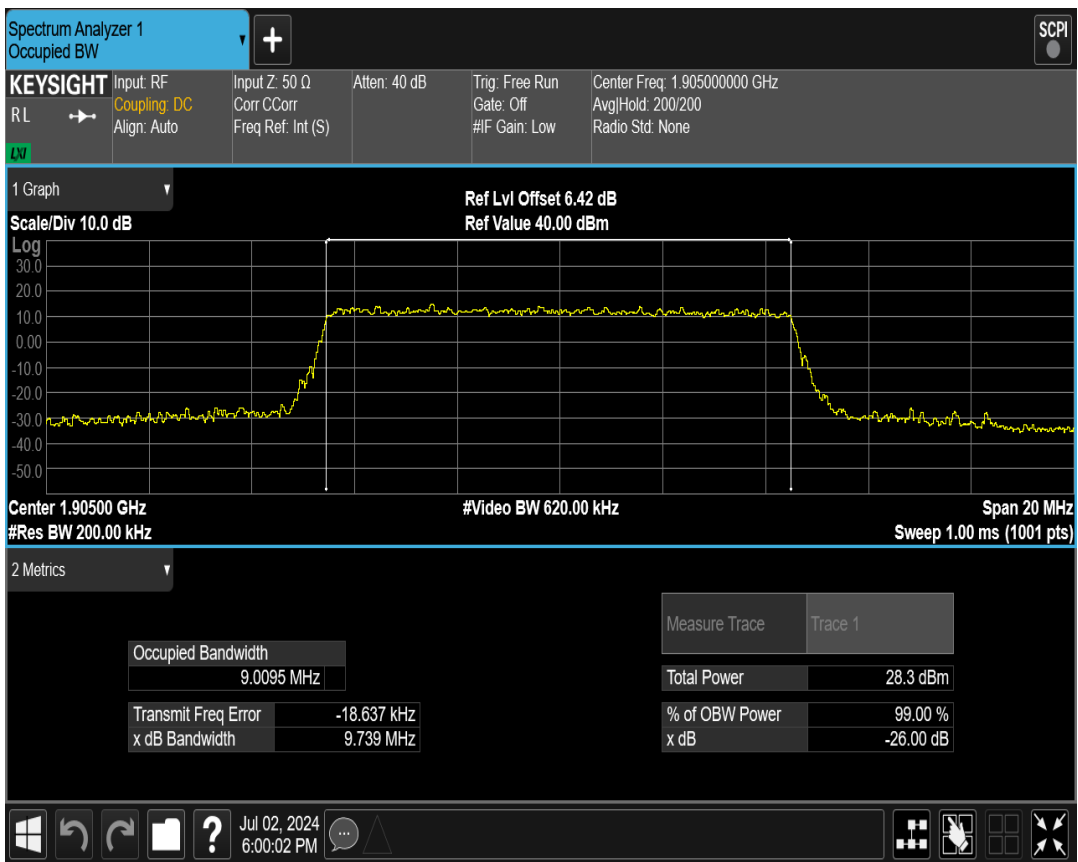 Spectrum Analyzer 1
Occupied BW
+
SCPI
KEYSIGHT
R L
LXI
Input: RF
Coupling: DC
Align: Auto
Input Z: 50 Ω
Corr CCorr
Freq Ref: Int (S)
Atten: 40 dB
Trig: Free Run
Gate: Off
#IF Gain: Low
Center Freq: 1.905000000 GHz
Avg|Hold: 200/200
Radio Std: None
1 Graph
Ref Lvl Offset 6.42 dB
Scale/Div 10.0 dB
Ref Value 40.00 dBm
Log
30.0
20.0
10.0
0.00
-10.0
-20.0
-30.0
-40.0
-50.0
Center 1.90500 GHz
#Video BW 620.00 kHz
Span 20 MHz
#Res BW 200.00 kHz
Sweep 1.00 ms (1001 pts)
2 Metrics
Measure Trace Trace 1
Occupied Bandwidth
9.0095 MHz
Total Power 28.3 dBm
Transmit Freq Error -18.637 kHz
% of OBW Power 99.00 %
x dB Bandwidth 9.739 MHz
x dB -26.00 dB
?
Jul 02, 2024
6:00:02 PM